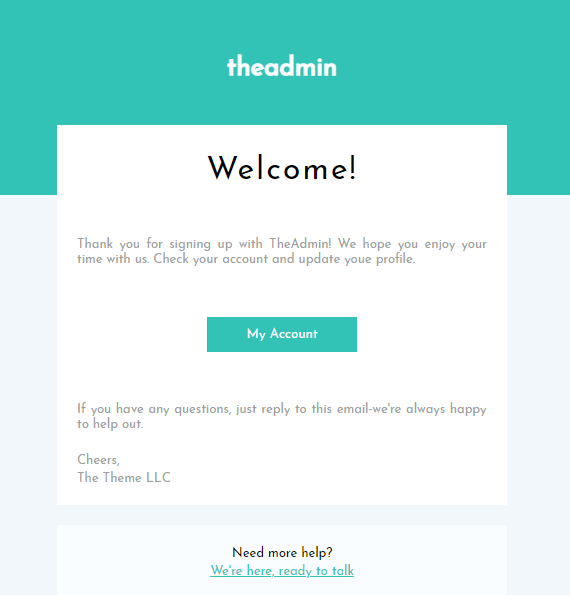 theadmin
Welcome!
Thank you for signing up with TheAdmin! We hope you enjoy your
time with us. Check your account and update youe profile.
My Account
If you have any questions, just reply to this email-we're always happy
to help out.
Cheers,
The Theme LLC
Need more help?
We're here, ready to talk